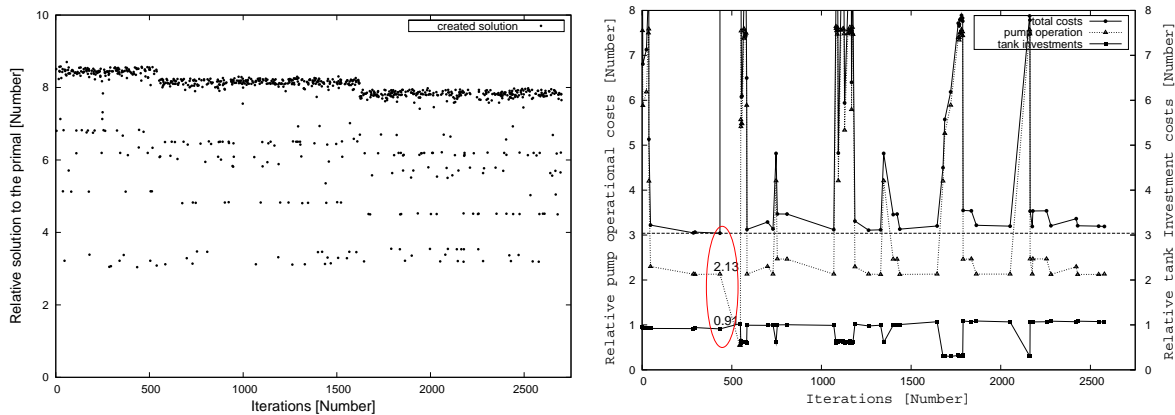 created solution
10
8
6
4
2
0
0 500 1000 1500 2000 2500
Relative solution to the primal [Number]
Iterations [Number]
total costs
pump operation
tank investments
8
7
6
5
4
3
2
1
0
2.13
0.91
8
7
6
5
4
3
2
1
0
0 500 1000 1500 2000 2500
Relative pump operational costs [Number]
Relative tank Investment costs [Number]
Iterations [Number]